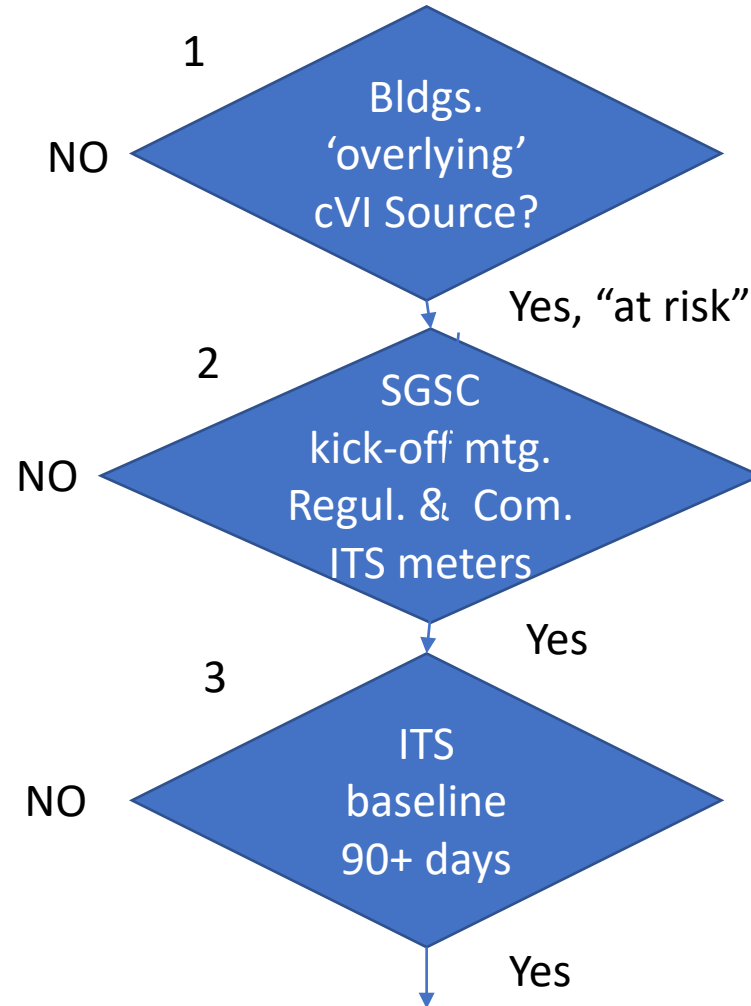 1
NO
Bldgs.
‘overlying’
cVI Source?
Yes, “at risk”
2
NO
SGSC
kick-off mtg.
Regul. & Com.
ITS meters
Yes
3
NO
ITS
baseline
90+ days
Yes